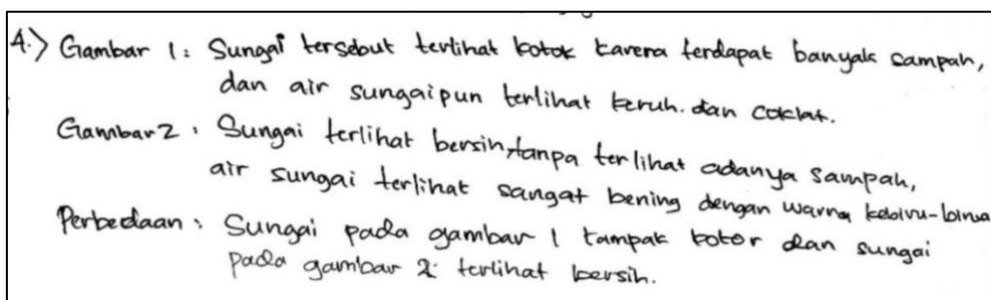 4.) Gambar 1 : Sungai tersebut terlihat kotor karena terdapat banyak sampah,
dan air sungaipun terlihat keruh. dan coklat.
Gambar 2 : Sungai terlihat bersih, tanpa terlihat adanya sampah,
air sungai terlihat sangat bening dengan warna
Perbedaan : Sungai pada gambar 1 tampak kotor dan sungai
pada gambar 2 terlihat bersih.